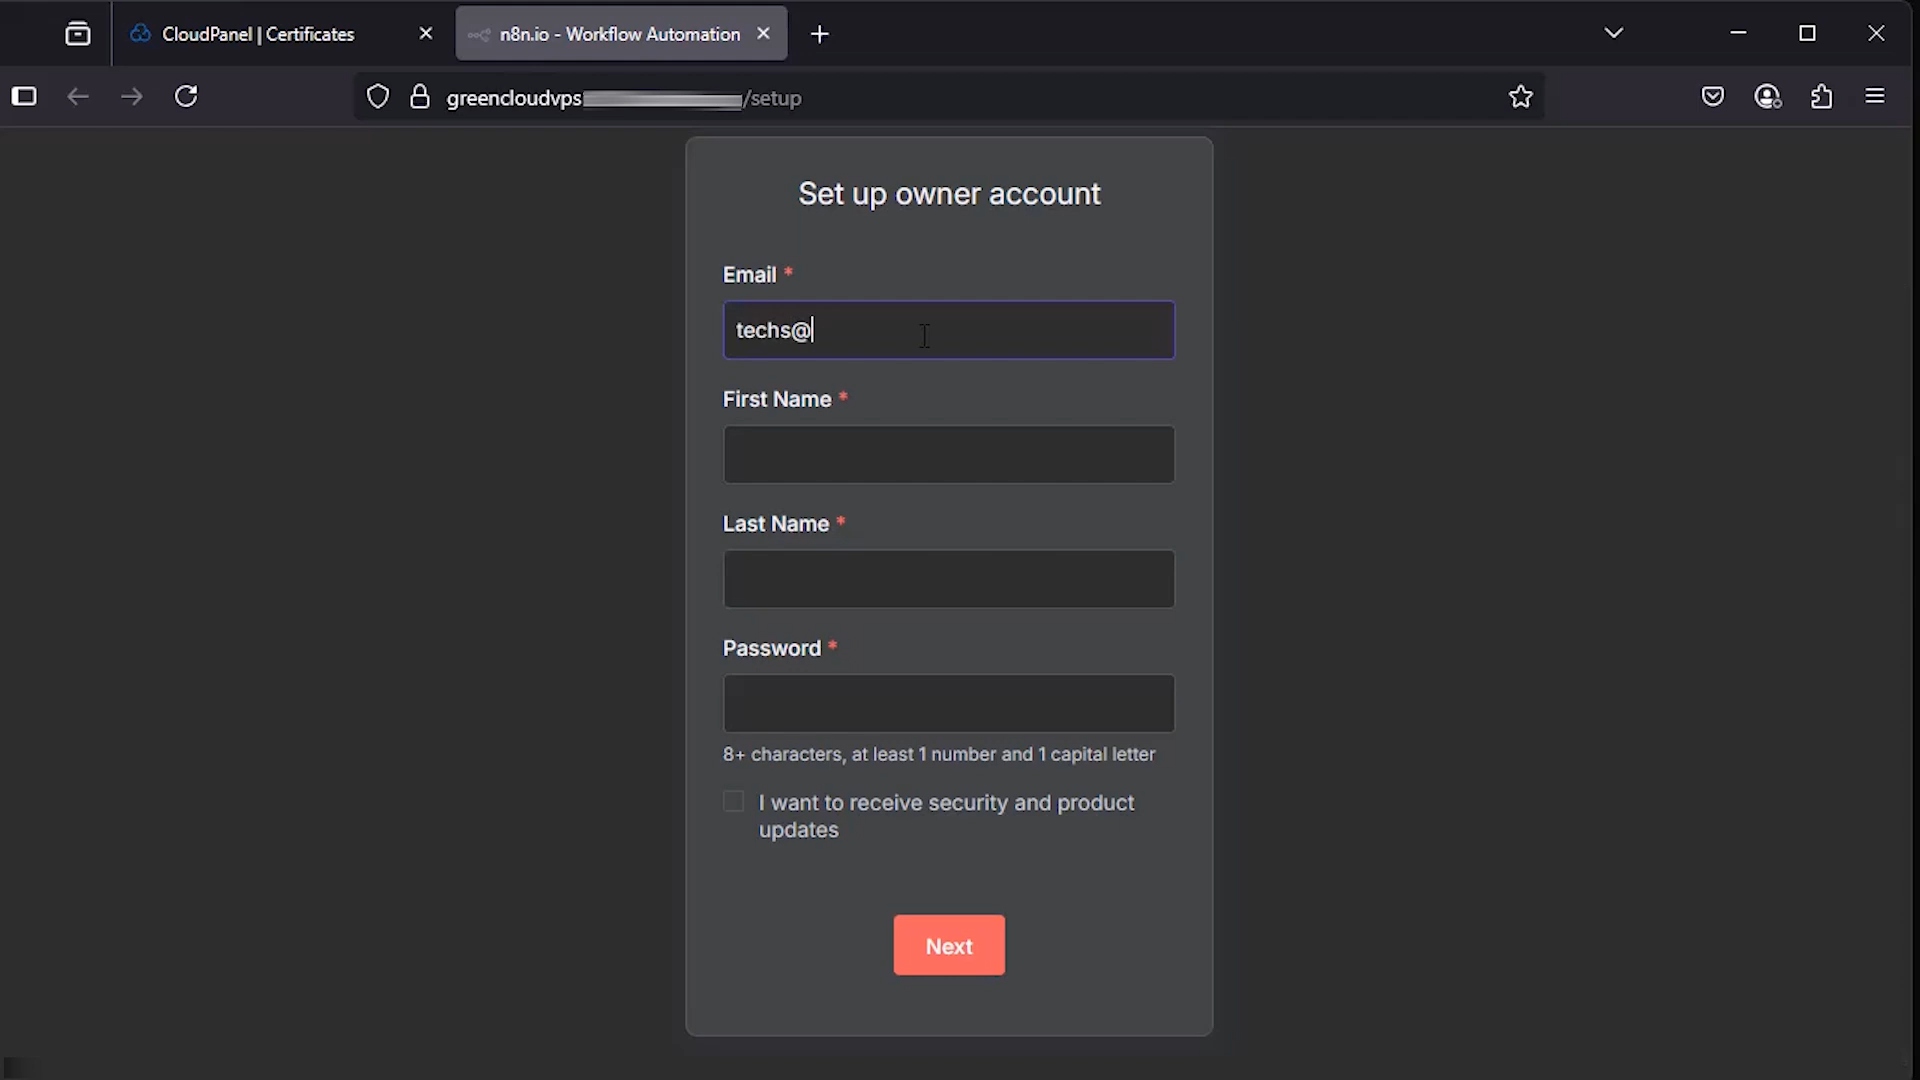 CloudPanel | Certificates
n8n.io - Workflow Automation
greencloudvps /setup
Set up owner account
Email *
techs@
First Name *
Last Name *
Password *
8+ characters, at least 1 number and 1 capital letter
I want to receive security and product
updates
Next